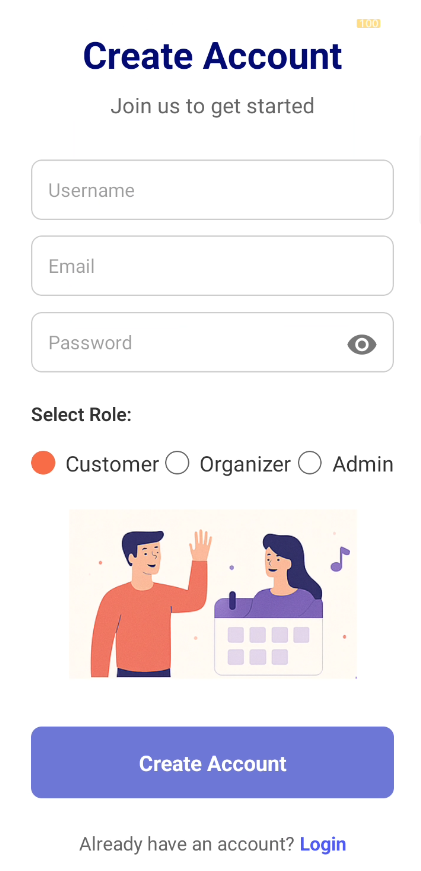 100
Create Account
Join us to get started
Username
Email
Password
Select Role:
Customer Organizer Admin
Create Account
Already have an account? Login